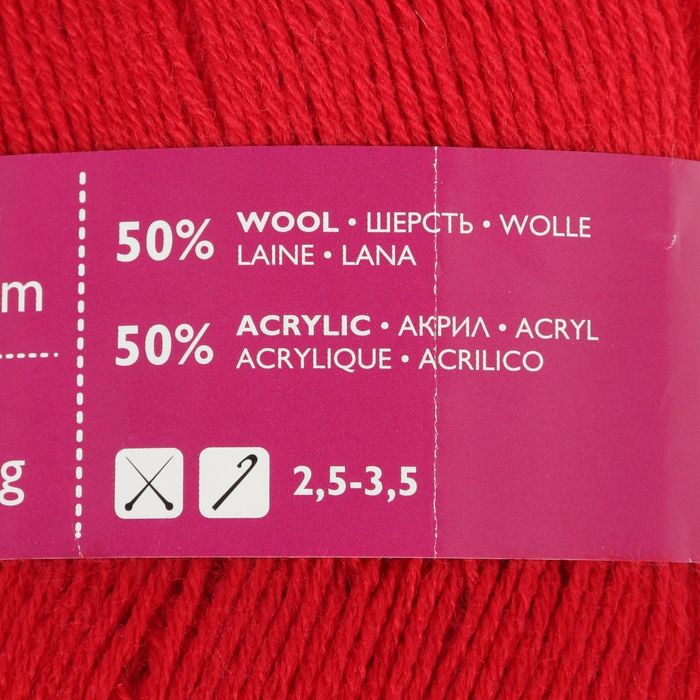 m
g
50% WOOL • ШЕРСТЬ • WOLLE
LAINE • LANA
50% ACRYLIC • АКРИЛ • ACRYL
ACRYLIQUE • ACRILICO
2,5-3,5